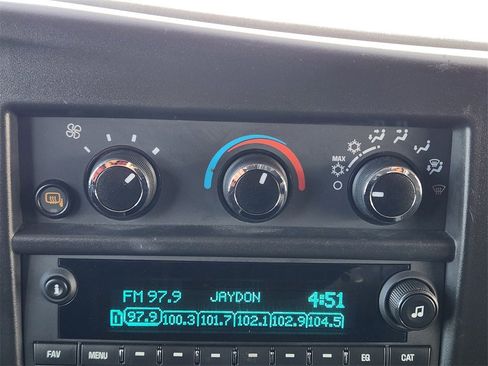 MAX
FM 97.9 JAYDON 4:51
1 97.9 100.3 101.7 102.1 102.9 104.5
FAV MENU EQ CAT